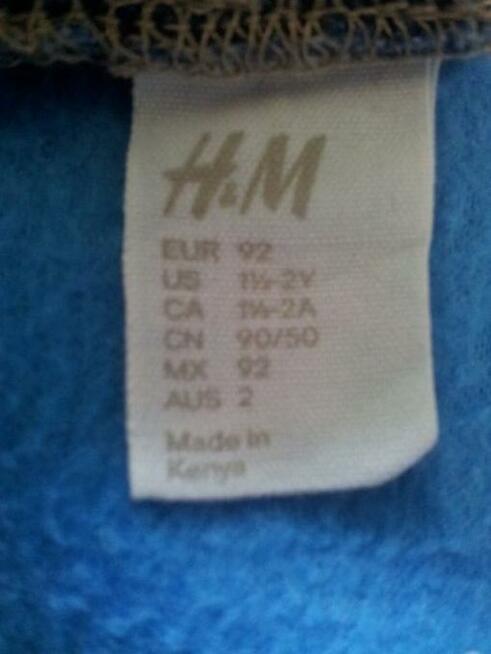 H&M
EUR 92
US 1½-2Y
CA 1½-2A
CN 90/50
MX 92
AUS 2
Made in
Kenya